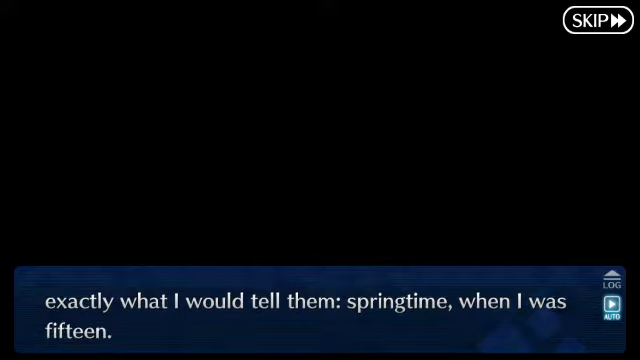 SKIP
exactly what I would tell them: springtime, when I was
fifteen.
LOG
AUTO